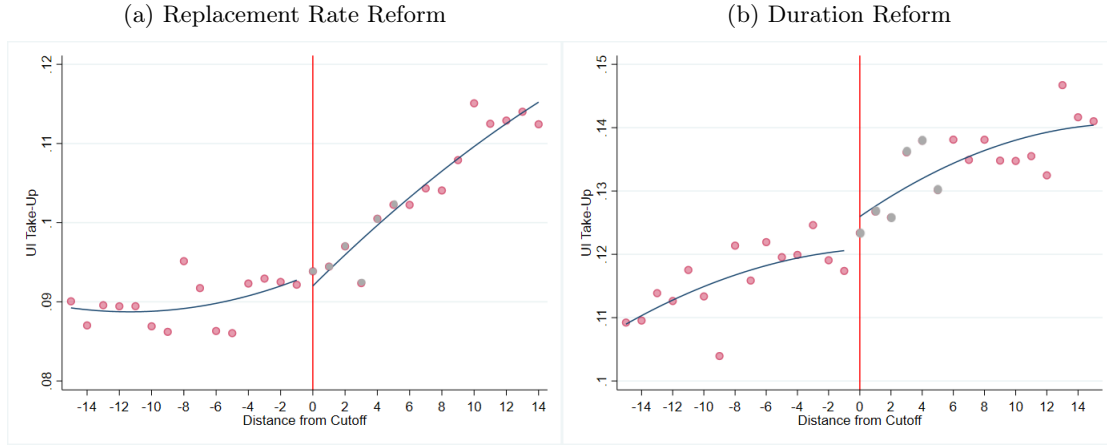 (a) Replacement Rate Reform
(b) Duration Reform
UI Take-Up
.12
.11
.1
.09
.08
-14 -12 -10 -8 -6 -4 -2 0 2 4 6 8 10 12 14
Distance from Cutoff
UI Take-Up
.15
.14
.13
.12
.11
.1
-14 -12 -10 -8 -6 -4 -2 0 2 4 6 8 10 12 14
Distance from Cutoff